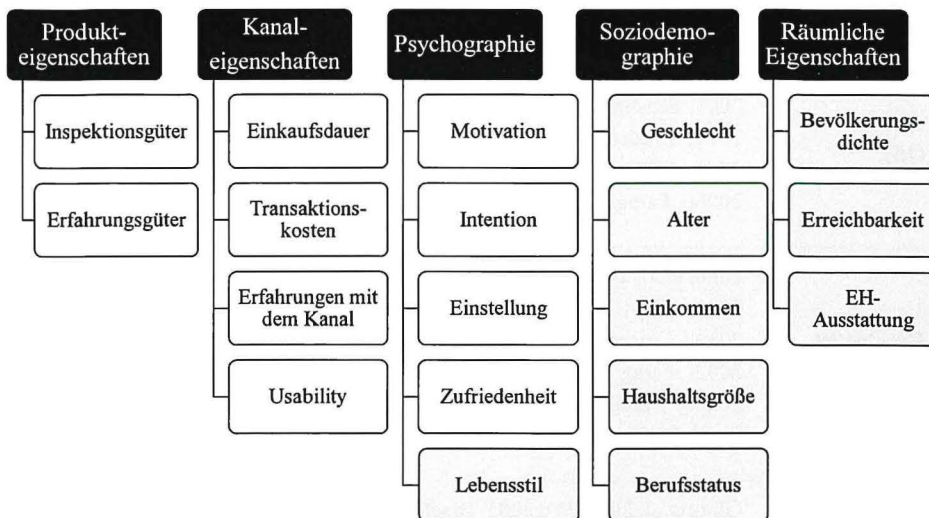 Produkt-
eigenschaften
Inspektionsgüter
Erfahrungsgüter
Kanal-
eigenschaften
Einkaufsdauer
Transaktions-
kosten
Erfahrungen mit
dem Kanal
Usability
Psychographie
Motivation
Intention
Einstellung
Zufriedenheit
Lebensstil
Soziodemo-
ographie
Geschlecht
Alter
Einkommen
Haushaltsgröße
Berufsstatus
Räumliche
Eigenschaften
Bevölkerungs-
dichte
Erreichbarkeit
EH-
Ausstattung